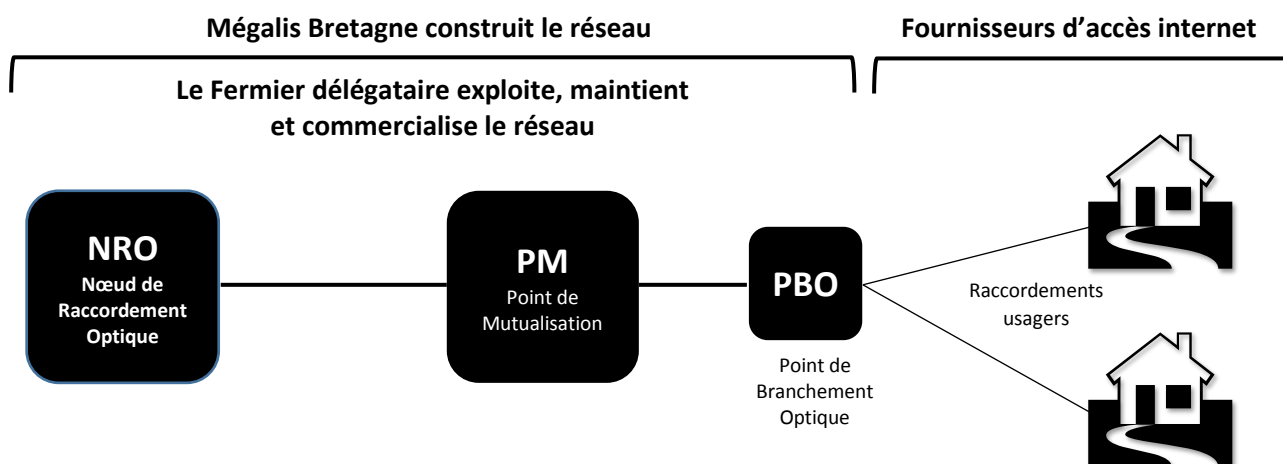 Mégalis Bretagne construit le réseau
Fournisseurs d’accès internet
Le Fermier délégataire exploite, maintient
et commercialise le réseau
NRO
Nœud de
Raccordement
Optique
PM
Point de
Mutualisation
PBO
Point de
Branchement
Optique
Raccordements
usagers